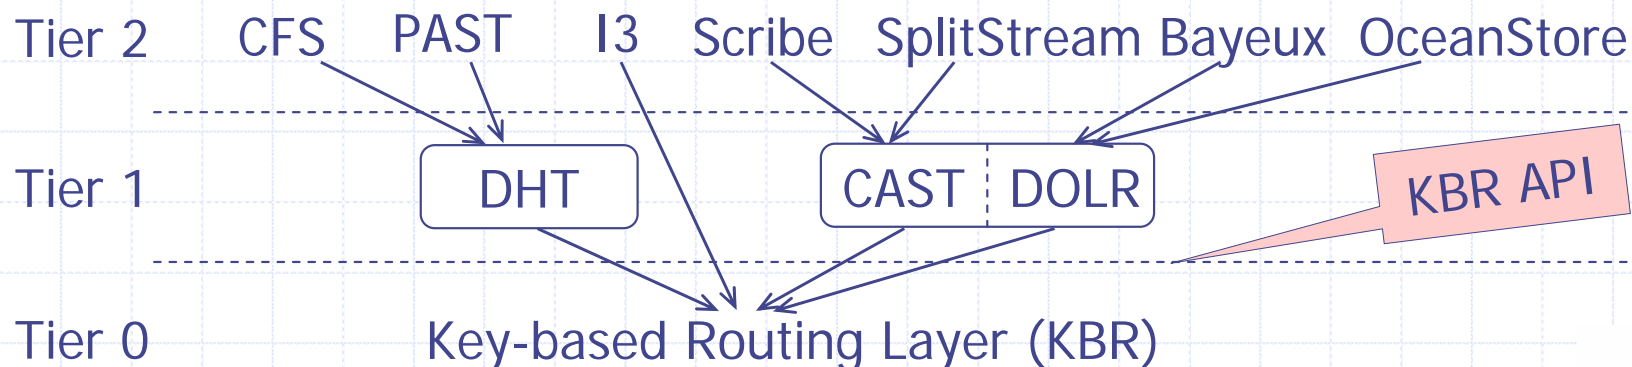 Tier 2 CFS PAST I3 Scribe SplitStream Bayeux OceanStore
Tier 1 DHT CAST DOLR KBR API
Tier 0 Key-based Routing Layer (KBR)